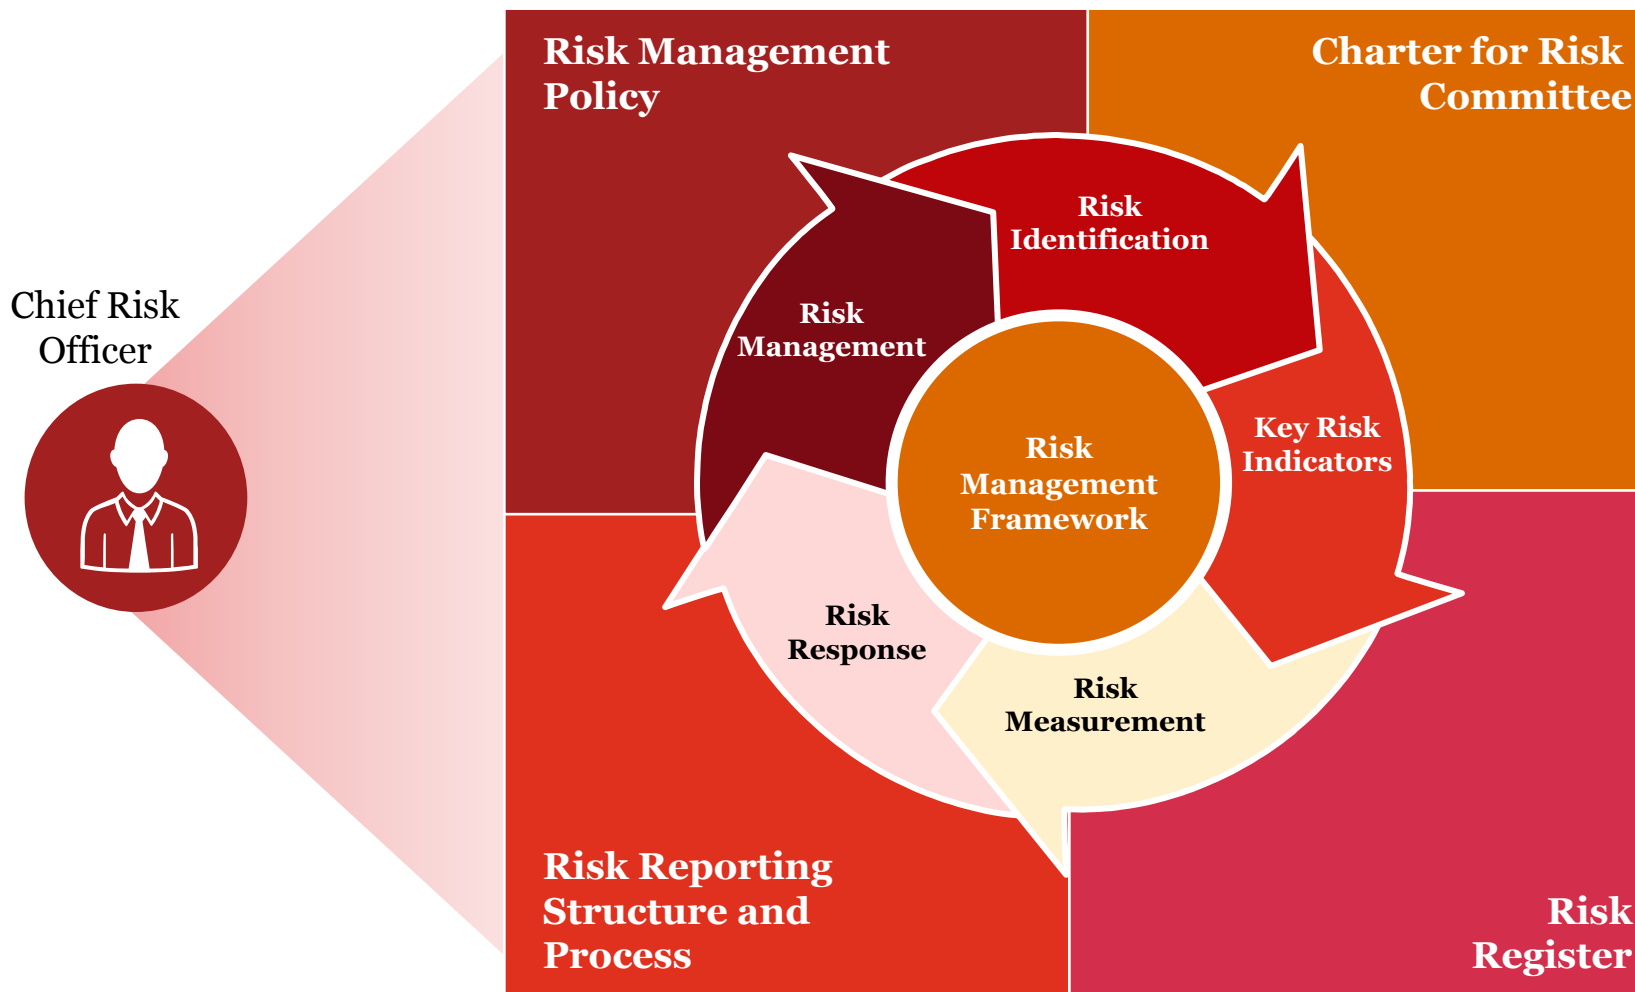 Risk Management
Policy
Charter for Risk
Committee
Chief Risk
Officer
Risk
Identification
Risk
Management
Key Risk
Indicators
Risk
Management
Framework
Risk
Response
Risk
Measurement
Risk Reporting
Structure and
Process
Risk
Register